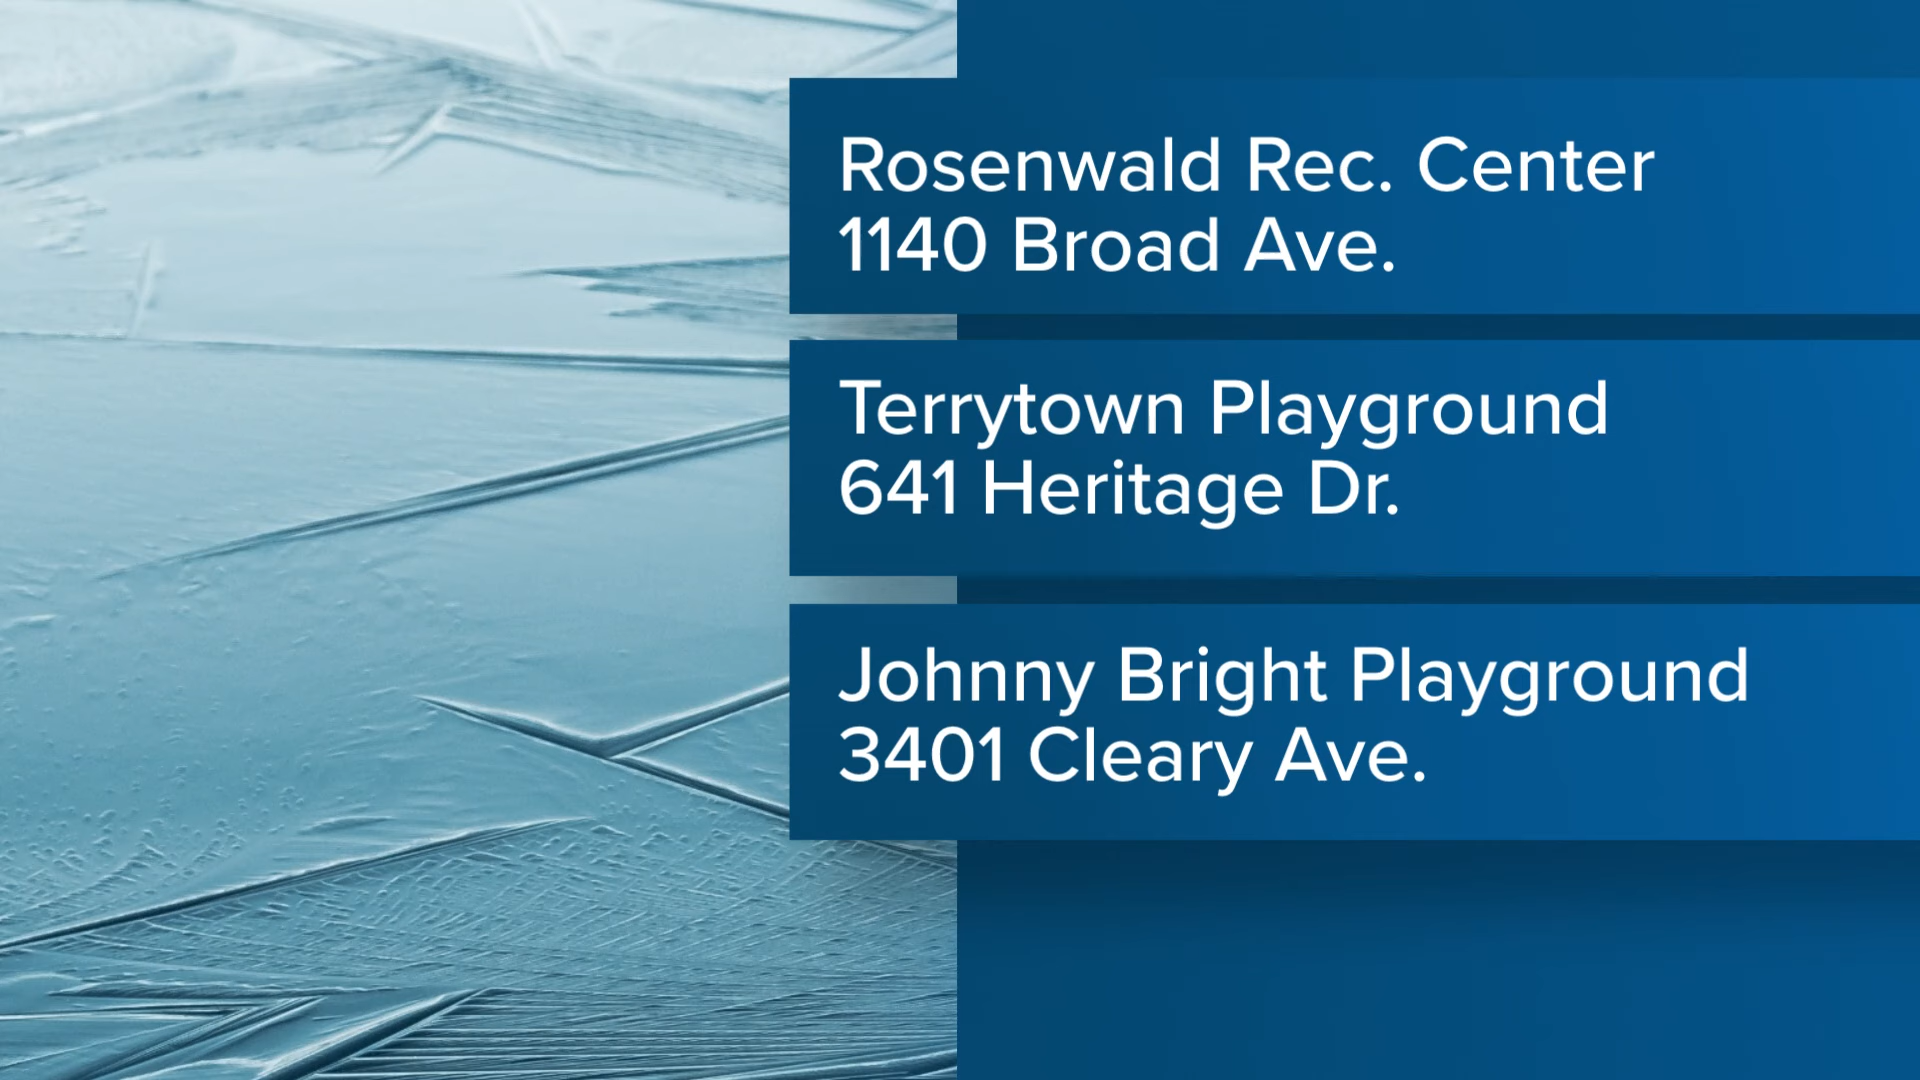 Rosenwald Rec. Center
1140 Broad Ave.
Terrytown Playground
641 Heritage Dr.
Johnny Bright Playground
3401 Cleary Ave.